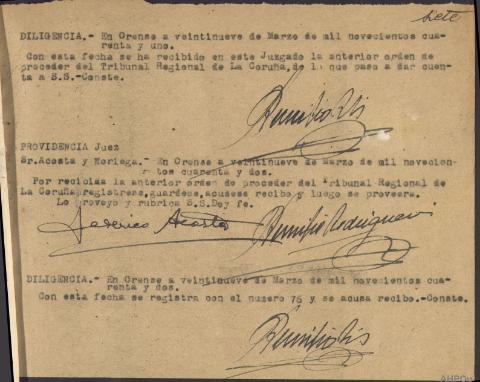 siete
DILIGENCIA.- En Orense a veintinueve de Marzo de mil novecientos cua-
renta y uno.
Con esta fecha se ha recibido en este Juzgado la anterior orden de
proceder del Tribunal Regional de La Coruña, de l: que paso a dar cuen-
ta a S.S.-Conste.
PROVIDENCIA Juez
Sr.Acosta y Noriega.- En Orense a veintinueve de Marzo de mil novecien-
tos cuarenta y dos.
Por recicida la anterior orden de proceder del Tribunal Regional de
La Coruña;registrese,guardese,acusese recibo y luego se proveera.
Lo proveyo y rubrica S.S.Doy fe.
Federico Acosta
DILIGENCIA.- En Orense a veintinueve de Marzo de mil novecientos cua-
renta y dos.
Con esta fecha se registra con el numero 76 y se acusa recibo.-Conste.